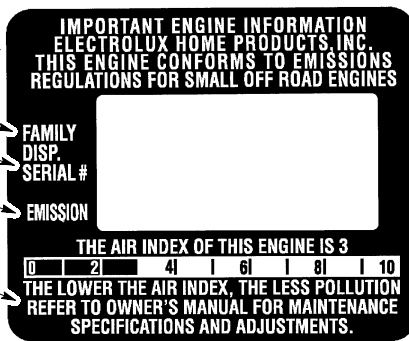 IMPORTANT ENGINE INFORMATION
ELECTROLUX HOME PRODUCTS, INC.
THIS ENGINE CONFORMS TO EMISSIONS
REGULATIONS FOR SMALL OFF ROAD ENGINES
FAMILY
DISP.
SERIAL #
EMISSION
THE AIR INDEX OF THIS ENGINE IS 3
0 2 4 6 8 10
THE LOWER THE AIR INDEX, THE LESS POLLUTION
REFER TO OWNER'S MANUAL FOR MAINTENANCE
SPECIFICATIONS AND ADJUSTMENTS.